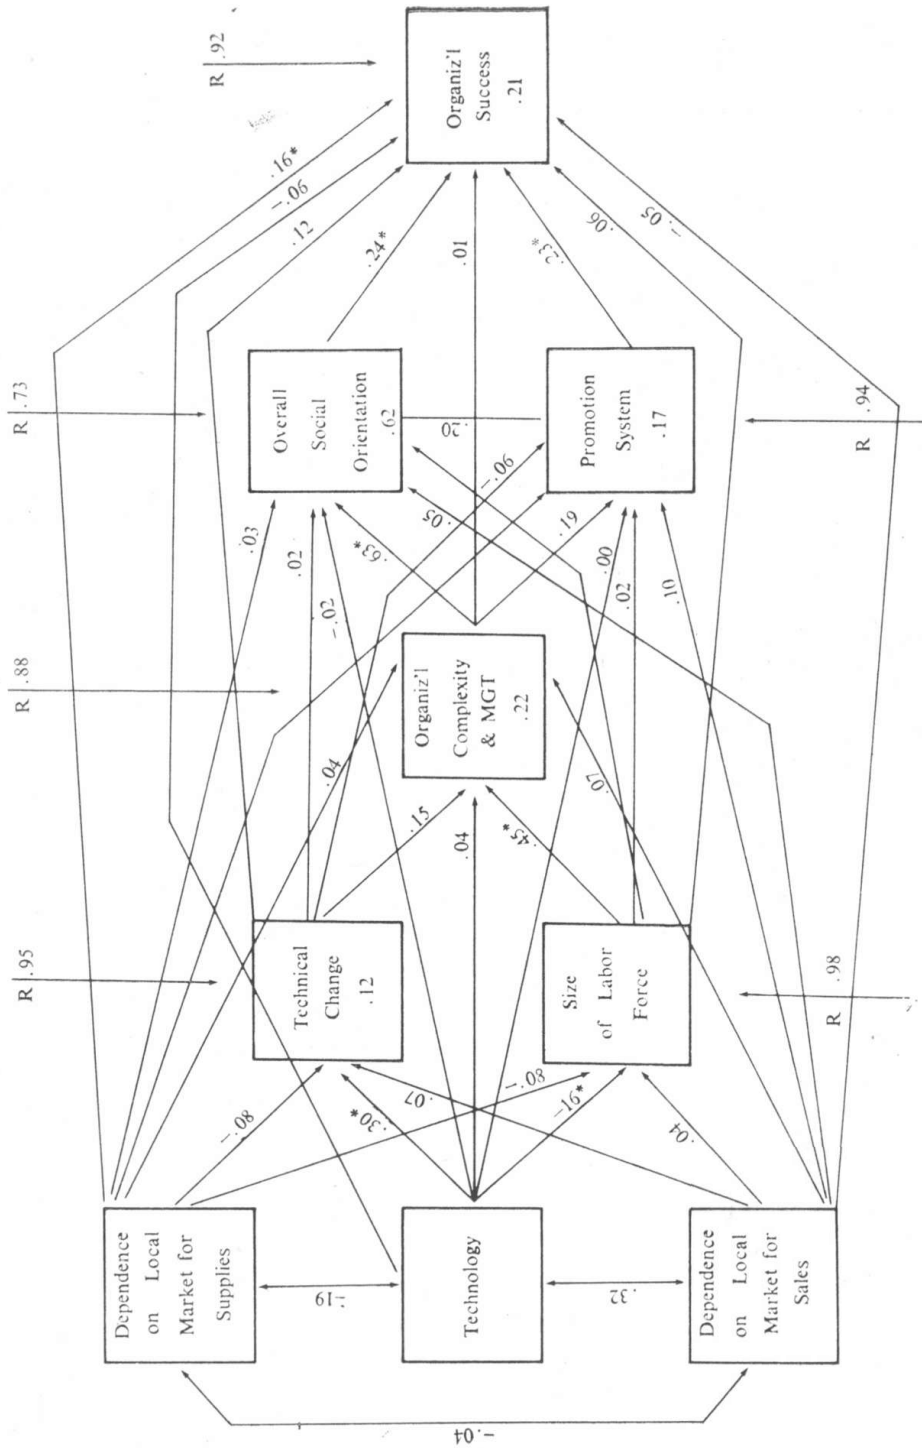 Dependence
on Local
Market for
Supplies
Technology
Dependence
on Local
Market for
Sales
-.04
-.19
.32
-.08
.30*
.07
-.08
-16*
.04
R .95
Technical
Change
.12
Size
of Labor
Force
R .98
.04
.15
.04
.45*
.07
R .88
Organiz'l
Complexity
& MGT
.22
.03
.02
-.02
.63*
.05
-.06
.19
.00
.02
.10
R .73
Overall
Social
Orientation
.62
.20
Promotion
System
.17
R .94
.16*
-.06
.12
.24*
.01
.23*
.06
-.05
R .92
Organiz'l
Success
.21